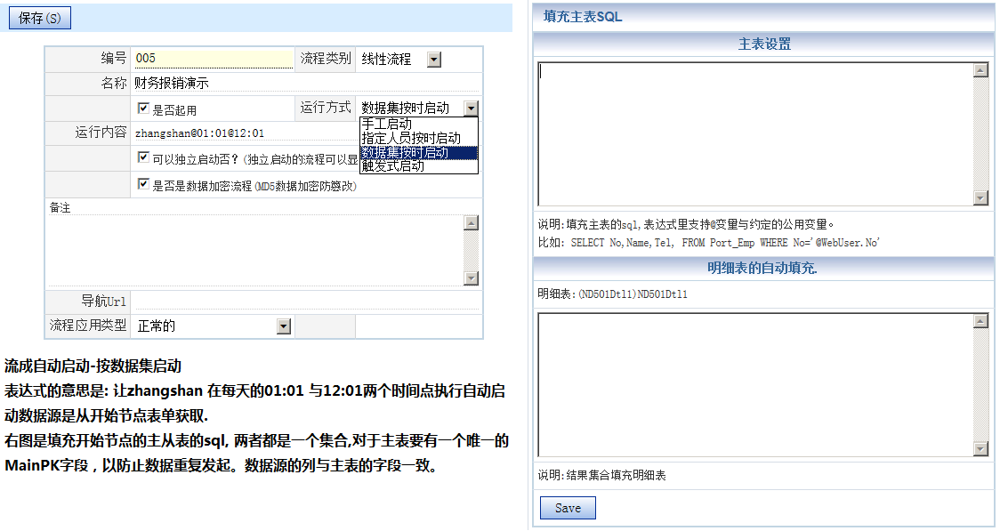 保存(S)
编号 005 流程类别 线性流程
名称 财务报销演示
是否起用 运行方式 数据集按时启动
手工启动
指定人员按时启动
数据集按时启动
触发式启动
运行内容 zhangshan@01:01@12:01
可以独立启动否？(独立启动的流程可以显
是否是数据加密流程(MD5数据加密防篡改)
备注
导航Url
流程应用类型 正常的
流成自动启动-按数据集启动
表达式的意思是: 让zhangshan 在每天的01:01 与12:01两个时间点执行自动启
动数据源是从开始节点表单获取.
右图是填充开始节点的主从表的sql, 两者都是一个集合,对于主表要有一个唯一的
MainPK字段，以防止数据重复发起。数据源的列与主表的字段一致。
填充主表SQL
主表设置
说明:填充主表的sql,表达式里支持@变量与约定的公用变量。
比如: SELECT No,Name,Tel, FROM Port_Emp WHERE No='@WebUser.No'
明细表的自动填充.
明细表:(ND501Dtl1)ND501Dtl1
说明:结果集合填充明细表
Save